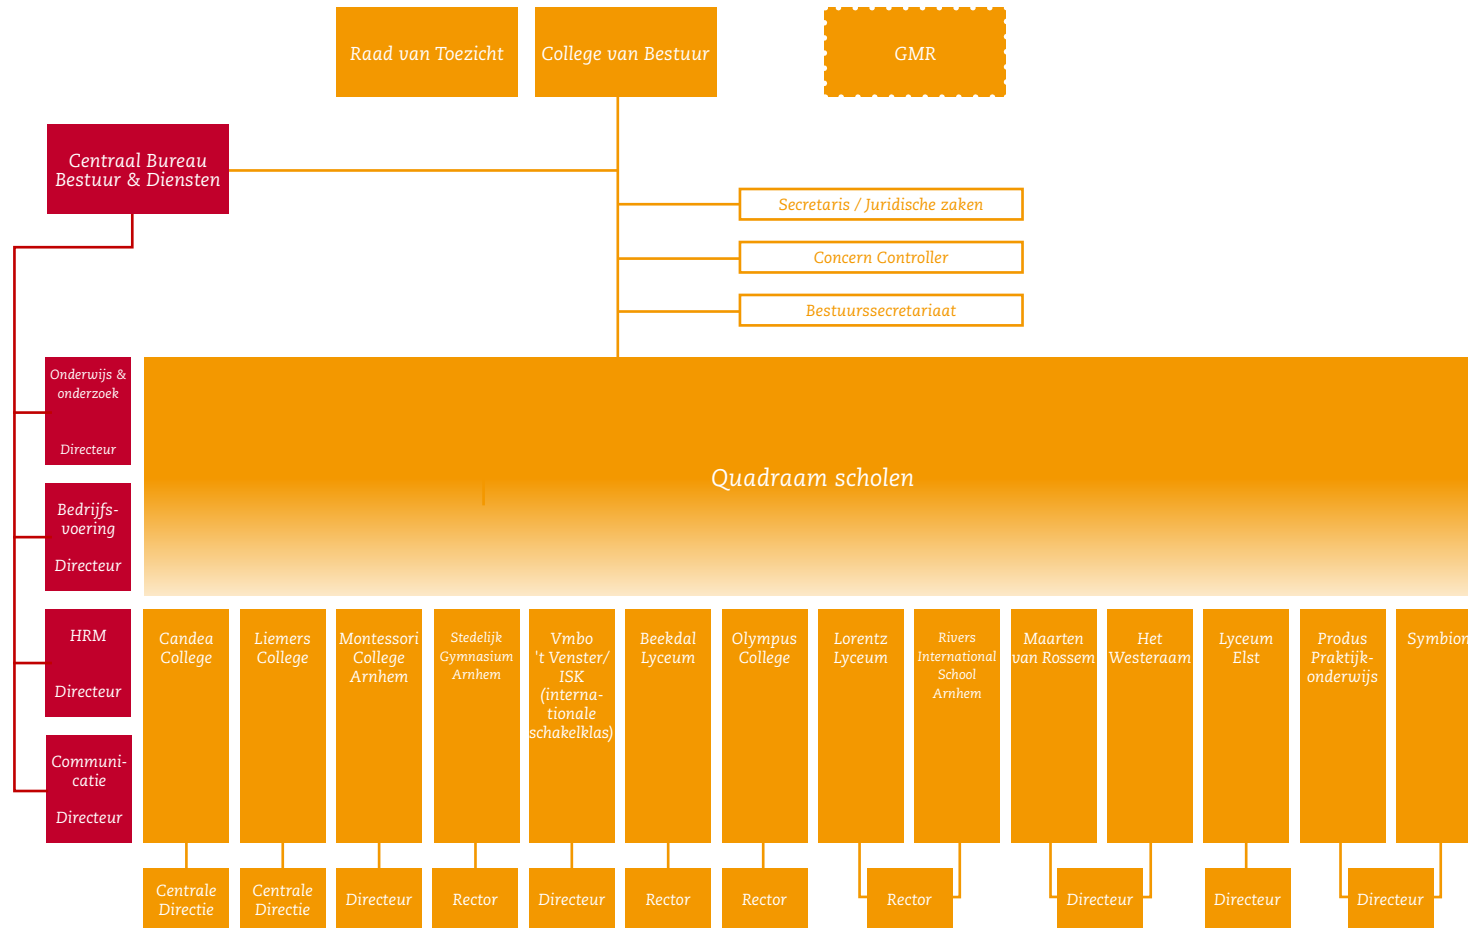 Raad van Toezicht
College van Bestuur
GMR
Centraal Bureau
Bestuur & Diensten
Secretaris / Juridische zaken
Concern Controller
Bestuurssecretariaat
Onderwijs &
onderzoek
Directeur
Bedrijfs-
voering
Directeur
HRM
Directeur
Communi-
catie
Directeur
Quadraam scholen
Candea
College
Liemers
College
Montessori
College
Arnhem
Stedelijk
Gymnasium
Arnhem
Vmbo
't Venster/
ISK
(interna-
tionale
schakelklas)
Beekdal
Lyceum
Olympus
College
Lorentz
Lyceum
Rivers
International
School
Arnhem
Maarten
van Rossem
Het
Westeraam
Lyceum
Elst
Produs
Praktijk-
onderwijs
Symbion
Centrale
Directie
Centrale
Directie
Directeur
Rector
Directeur
Rector
Rector
Rector
Directeur
Directeur
Directeur